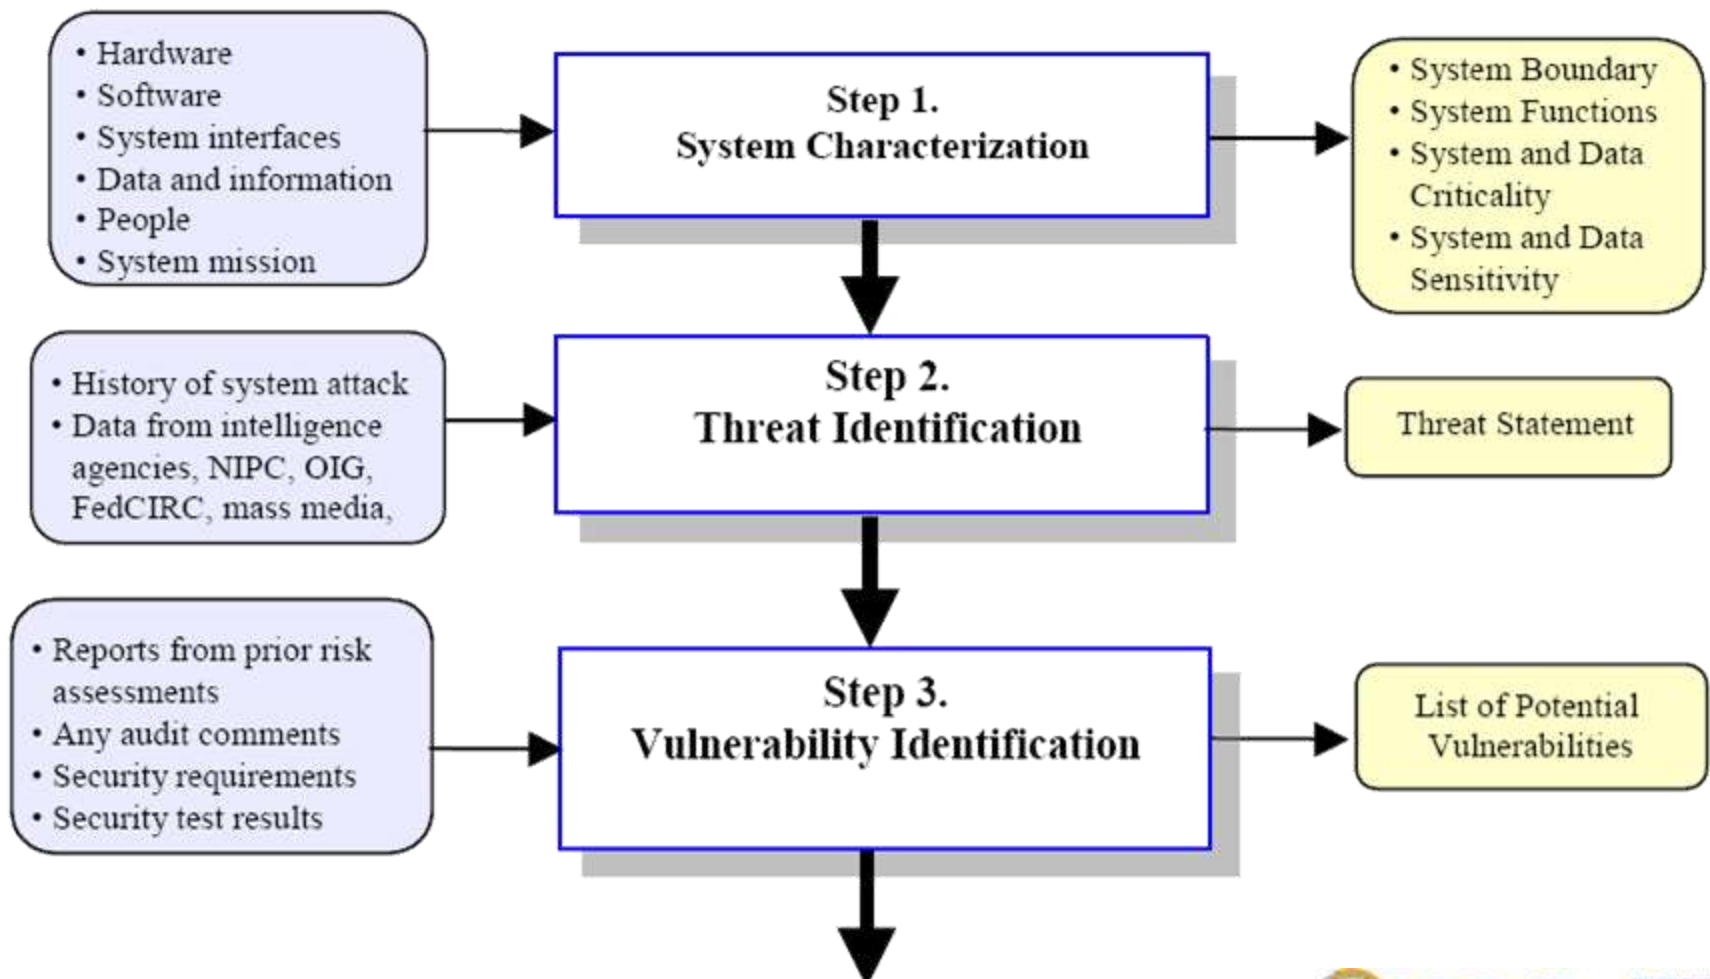 • Hardware
• Software
• System interfaces
• Data and information
• People
• System mission
Step 1.
System Characterization
• System Boundary
• System Functions
• System and Data
Criticality
• System and Data
Sensitivity
• History of system attack
• Data from intelligence
agencies, NIPC, OIG,
FedCIRC, mass media,
Step 2.
Threat Identification
Threat Statement
• Reports from prior risk
assessments
• Any audit comments
• Security requirements
• Security test results
Step 3.
Vulnerability Identification
List of Potential
Vulnerabilities